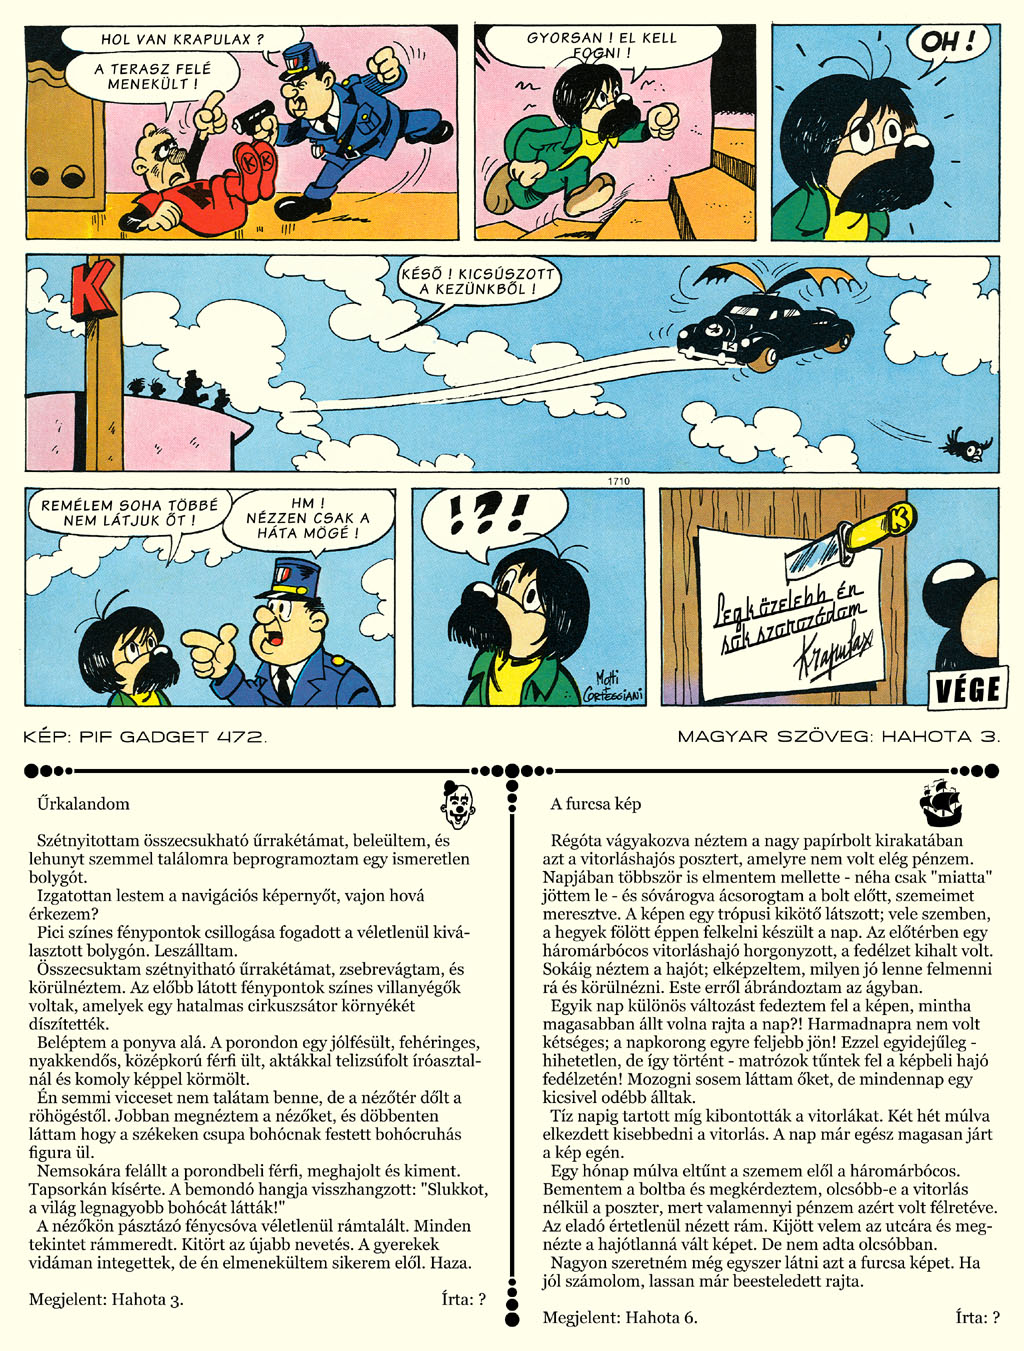 HOL VAN KRAPULAX ?
A TERASZ FELÉ
MENEKÜLT !
K K
GYORSAN ! EL KELL
FOGNI !
OH !
K
KÉSŐ ! KICSÚSZOTT
A KEZÜNKBŐL !
K
1710
REMÉLEM SOHA TÖBBÉ
NEM LÁTJUK ŐT !
HM !
NÉZZEN CSAK A
HÁTA MÖGÉ !
!?!
Motti
CORTEGGIANI
K
Legközelebb én
sok szorozódom
Krapulax
VÉGE
KÉP: PIF GADGET 472.
MAGYAR SZÖVEG: HAHOTA 3.
Űrkalandom
Szétnyitottam összecsukható űrrakétámat, beleültem, és
lehunyt szemmel találomra beprogramoztam egy ismeretlen
bolygót.
Izgatottan lestem a navigációs képernyőt, vajon hová
érkezem?
Pici színes fénypontok csillogása fogadott a véletlenül kivá-
lasztott bolygón. Leszálltam.
Összecsuktam szétnyitható űrrakétámat, zsebrevágtam, és
körülnéztem. Az előbb látott fénypontok színes villanyégők
voltak, amelyek egy hatalmas cirkuszsátor környékét
díszítették.
Beléptem a ponyva alá. A porondon egy jólfésült, fehéringes,
nyakkendős, középkorú férfi ült, aktákkal telizsúfolt íróasztal-
nál és komoly képpel körmölt.
Én semmi vicceset nem talátam benne, de a nézőtér dőlt a
röhögéstől. Jobban megnéztem a nézőket, és döbbenten
láttam hogy a székeken csupa bohócnak festett bohócruhás
figura ül.
Nemsokára felállt a porondbeli férfi, meghajolt és kiment.
Tapsorkán kísérte. A bemondó hangja visszhangzott: "Slukkot,
a világ legnagyobb bohócát látták!"
A nézőkön pásztázó fénycsóva véletlenül rámtalált. Minden
tekintet rámmeredt. Kitört az újabb nevetés. A gyerekek
vidáman integettek, de én elmenekültem sikerem elől. Haza.
Megjelent: Hahota 3. Írta: ?
A furcsa kép
Régóta vágyakozva néztem a nagy papírbolt kirakatában
azt a vitorláshajós posztert, amelyre nem volt elég pénzem.
Napjában többször is elmentem mellette - néha csak "miatta"
jöttem le - és sóvárogva ácsorogtam a bolt előtt, szemeimet
meresztve. A képen egy trópusi kikötő látszott; vele szemben,
a hegyek fölött éppen felkelni készült a nap. Az előtérben egy
háromárbócos vitorláshajó horgonyzott, a fedélzet kihalt volt.
Sokáig néztem a hajót; elképzeltem, milyen jó lenne felmenni
rá és körülnézni. Este erről ábrándoztam az ágyban.
Egyik nap különös változást fedeztem fel a képen, mintha
magasabban állt volna rajta a nap?! Harmadnapra nem volt
kétséges; a napkorong egyre feljebb jön! Ezzel egyidejűleg -
hihetetlen, de így történt - matrózok tűntek fel a képbeli hajó
fedélzetén! Mozogni sosem láttam őket, de mindennap egy
kicsivel odébb álltak.
Tíz napig tartott míg kibontották a vitorlákat. Két hét múlva
elkezdett kisebbedni a vitorlás. A nap már egész magasan járt
a kép egén.
Egy hónap múlva eltűnt a szemem elől a háromárbócos.
Bementem a boltba és megkérdeztem, olcsóbb-e a vitorlás
nélkül a poszter, mert valamennyi pénzem azért volt félretéve.
Az eladó értetlenül nézett rám. Kijött velem az utcára és meg-
nézte a hajótlanná vált képet. De nem adta olcsóbban.
Nagyon szeretném még egyszer látni azt a furcsa képet. Ha
jól számolom, lassan már beesteledett rajta.
Megjelent: Hahota 6. Írta: ?